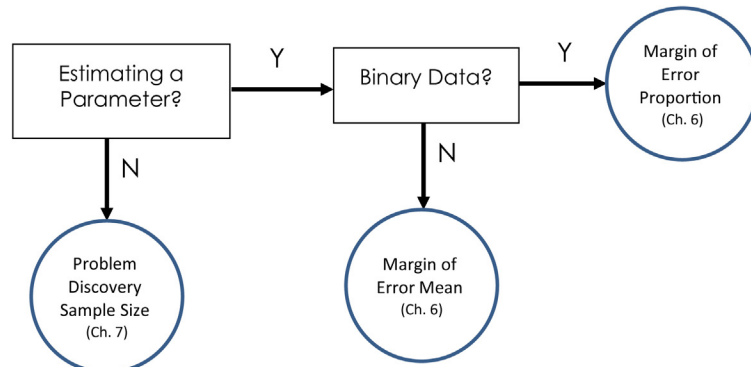 Estimating a
Parameter?
Y
Binary Data?
Y
Margin of
Error
Proportion
(Ch. 6)
N
N
Problem
Discovery
Sample Size
(Ch. 7)
Margin of
Error Mean
(Ch. 6)